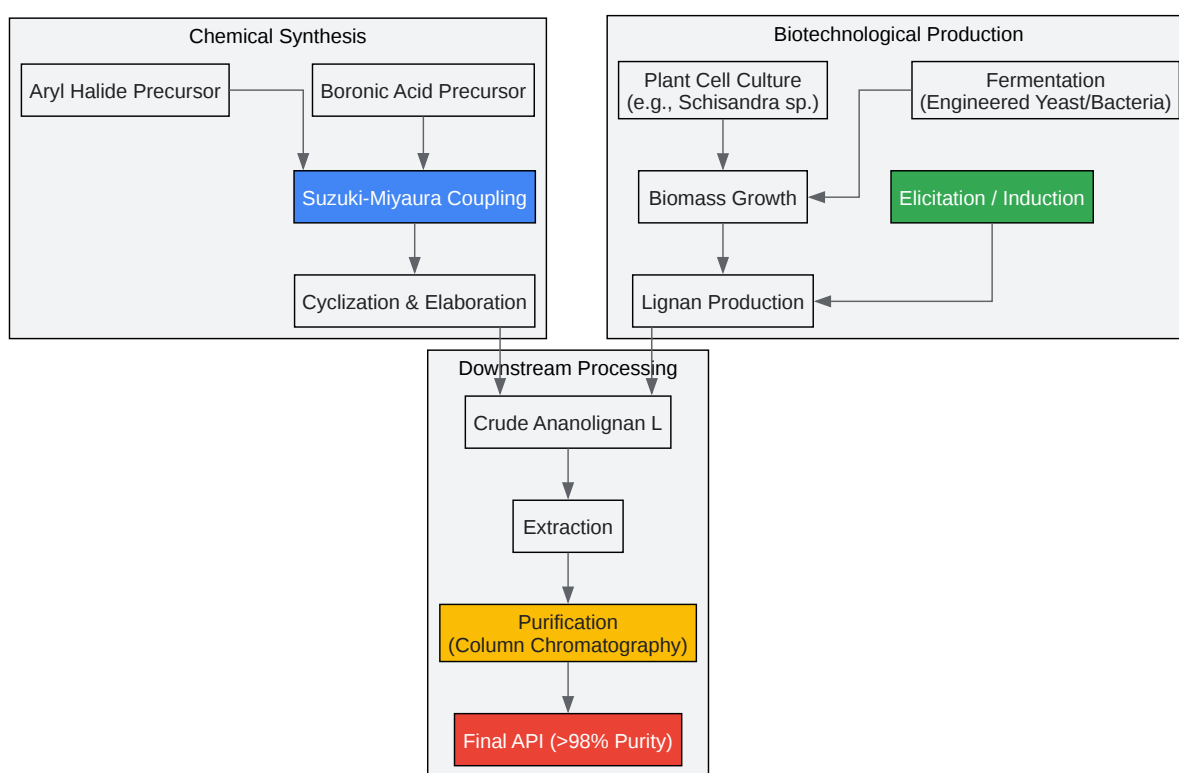 Chemical Synthesis
Aryl Halide Precursor
Boronic Acid Precursor
Suzuki-Miyaura Coupling
Cyclization & Elaboration
Biotechnological Production
Plant Cell Culture
(e.g., Schisandra sp.)
Fermentation
(Engineered Yeast/Bacteria)
Biomass Growth
Elicitation / Induction
Lignan Production
Downstream Processing
Crude Ananolignan L
Extraction
Purification
(Column Chromatography)
Final API (>98% Purity)